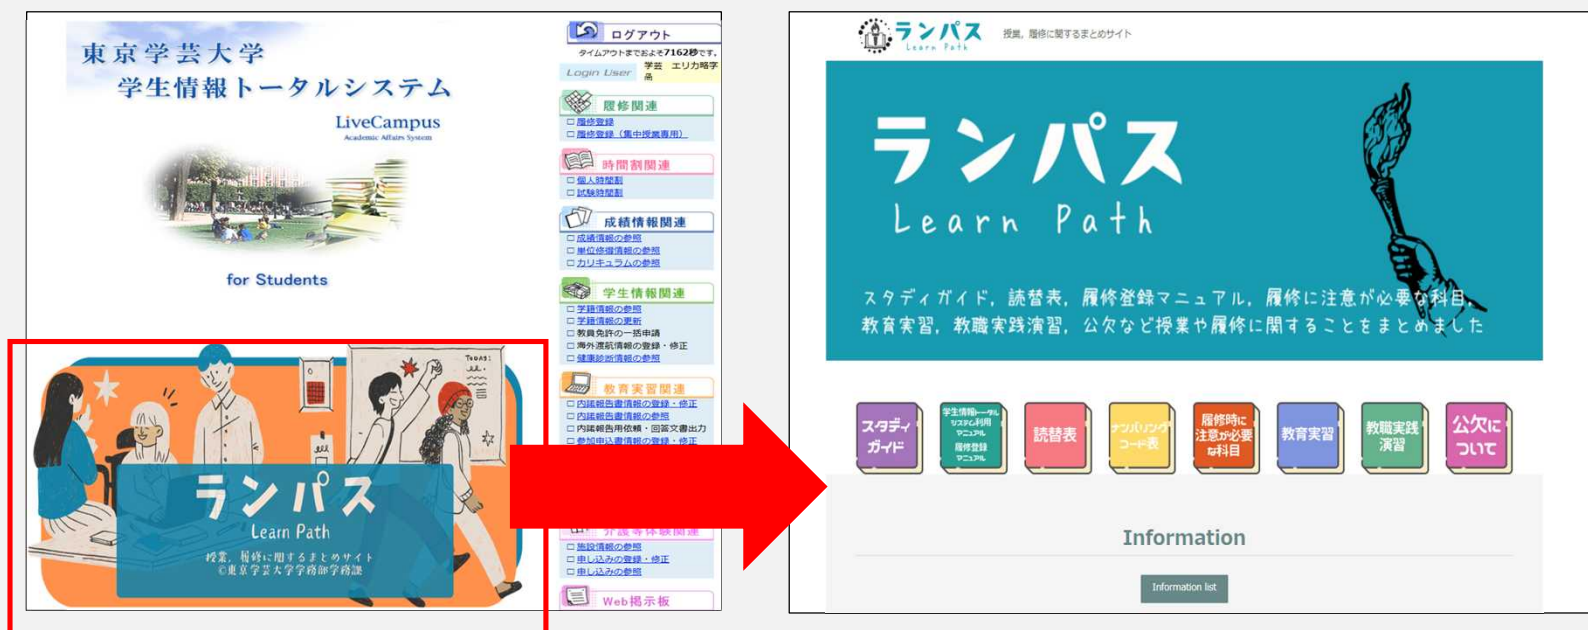 東京学芸大学
学生情報トータルシステム
LiveCampus
Academic Affairs System
for Students
ログアウト
タイムアウトまでおよそ7162秒です。
Login User
学芸 エリカ略字
履修関連
履修登録
履修登録（集中授業専用）
時間割関連
個人時間割
試験時間割
成績情報関連
成績情報の参照
単位修得情報の参照
カリキュラムの参照
学生情報関連
学籍情報の参照
学籍情報の更新
教員免許の一括申請
海外渡航情報の登録・修正
健康診断情報の参照
教育実習関連
内諾報告書情報の登録・修正
内諾報告書情報の参照
内諾報告用依頼・回答文書出力
参加申込書情報の登録・修正
介護等体験関連
施設情報の参照
申し込みの登録・修正
申し込みの参照
Web掲示板
TODAY:
ランパス
Learn Path
授業，履修に関するまとめサイト
©東京学芸大学学務部学務課
ランパス
Learn Path
授業，履修に関するまとめサイト
ランパス
Learn Path
スタディガイド，読替表，履修登録マニュアル，履修に注意が必要な科目，
教育実習，教職実践演習，公欠など授業や履修に関することをまとめました
スタディ
ガイド
学生情報トータル
システム利用
マニュアル
履修登録
マニュアル
読替表
ナンバリング
コード表
履修時に
注意が必要
な科目
教育実習
教職実践
演習
公欠に
ついて
Information
Information list